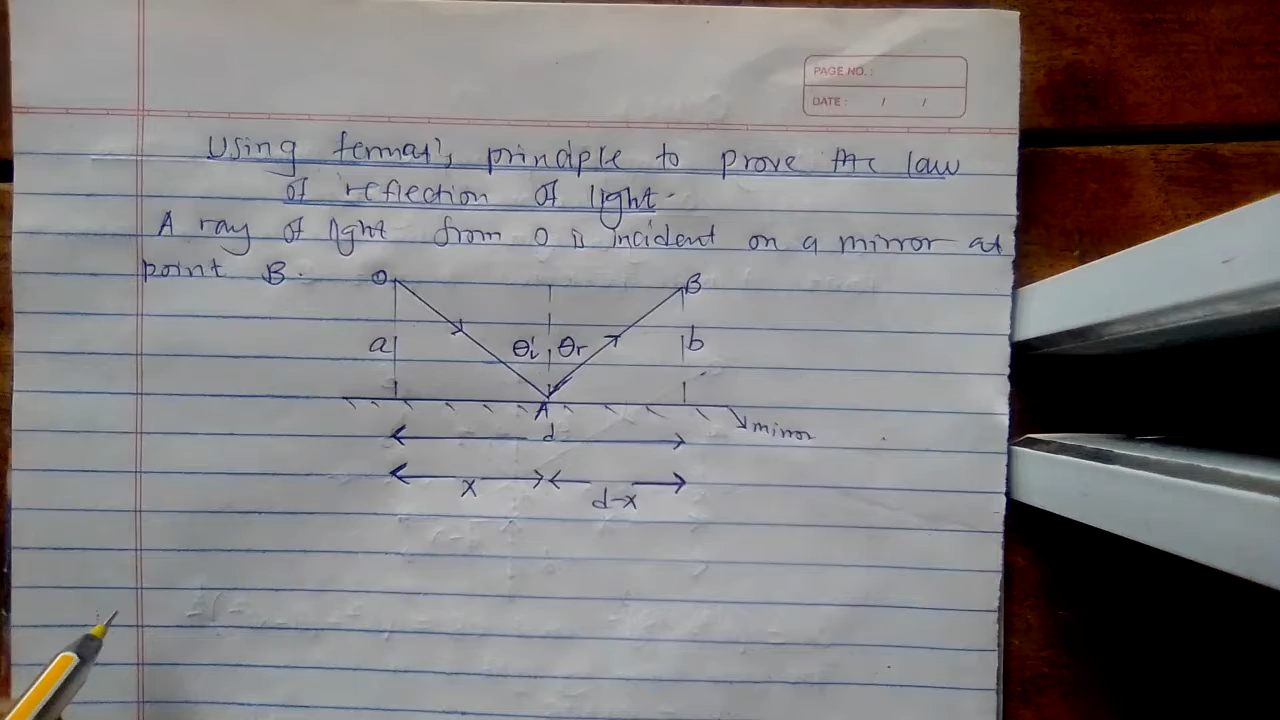 PAGE NO. :
DATE : / /
Using fermat's principle to prove the law
of reflection of light.
A ray of light from O is incident on a mirror at
point B.
O B
a θi θr b
A
mirror
d
x d-x